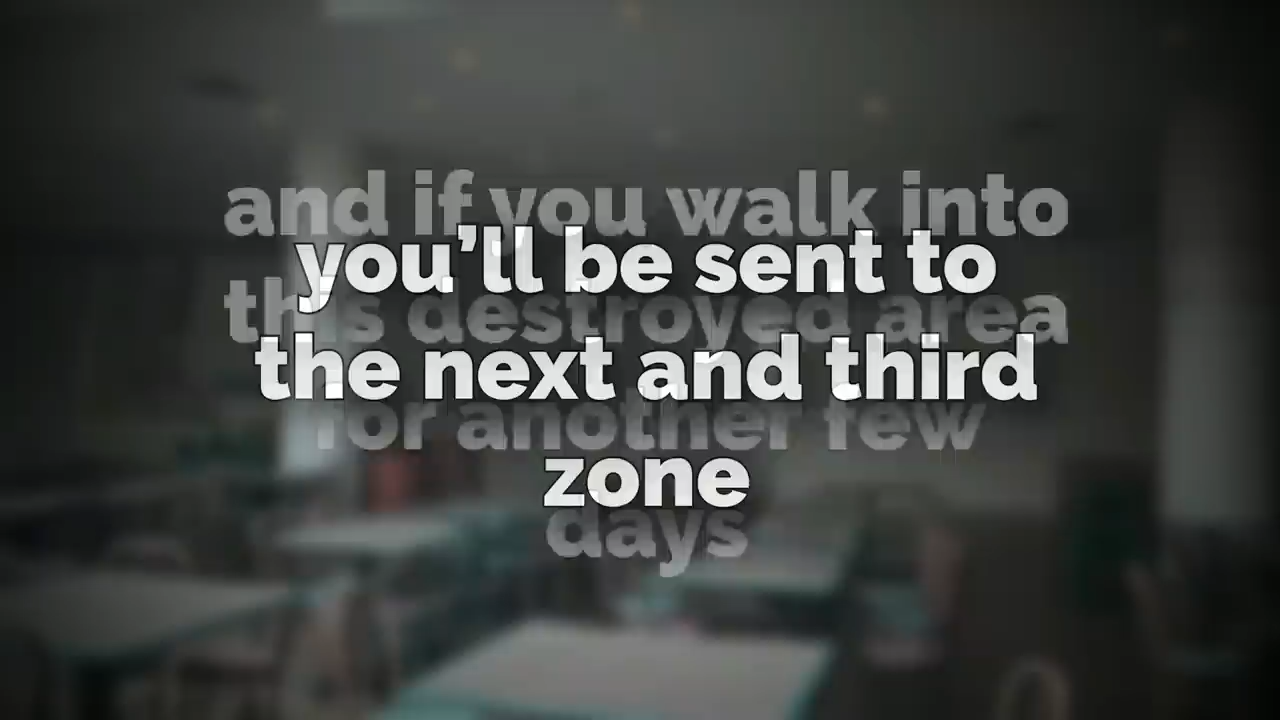 and if you walk into
this destroyed area
for another few
days
you'll be sent to
the next and third
zone